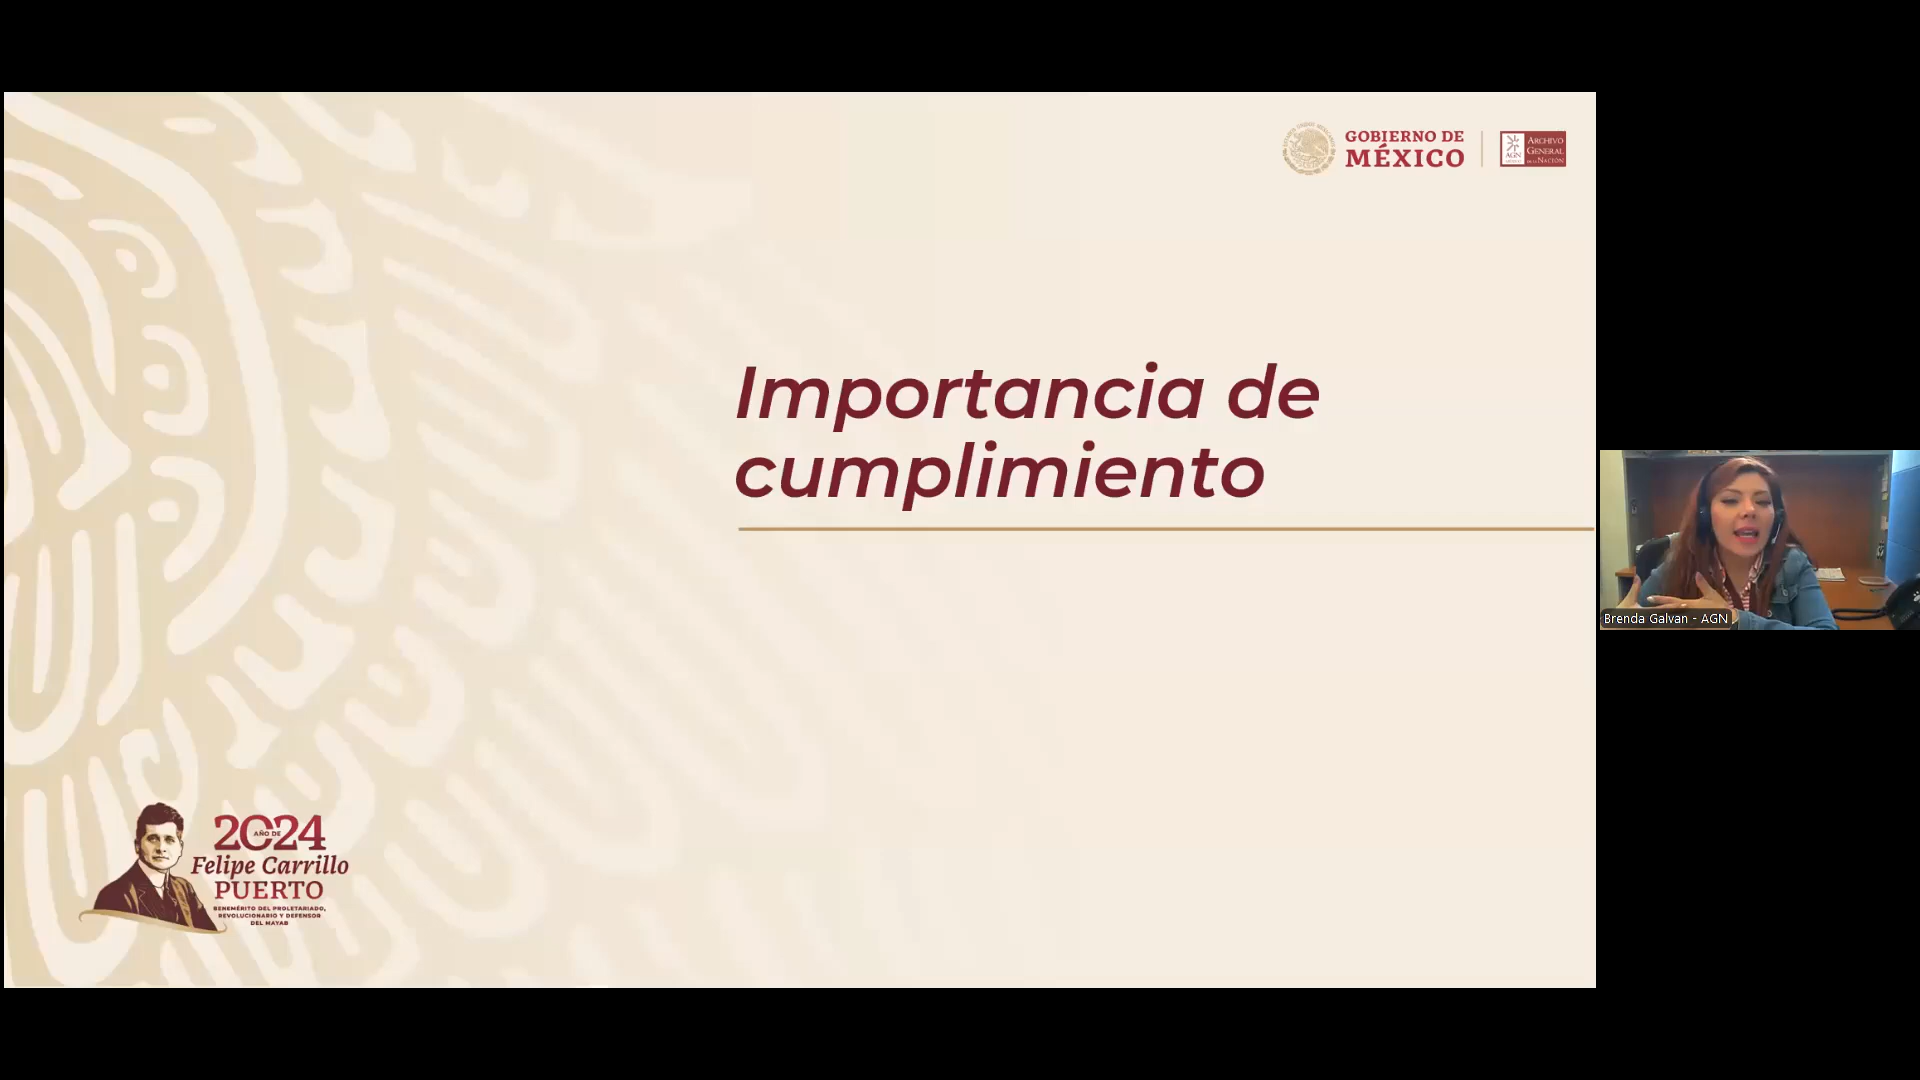 GOBIERNO DE
MÉXICO
AGN
ARCHIVO
GENERAL
DE LA NACIÓN
Importancia de
cumplimiento
Brenda Galvan - AGN
2024
AÑO DE
Felipe Carrillo
PUERTO
BENEMÉRITO DEL PROLETARIADO,
REVOLUCIONARIO Y DEFENSOR
DEL MAYAB